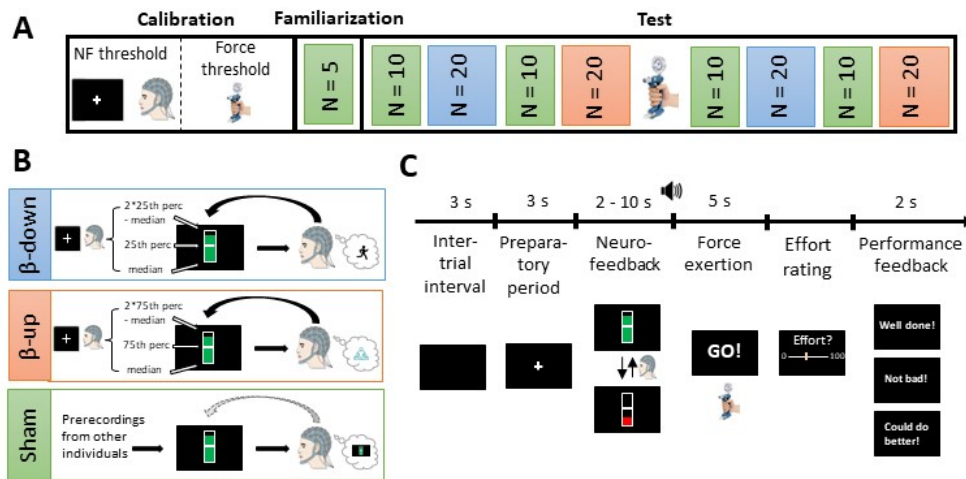 A
Calibration
Familiarization
Test
NF threshold
Force
threshold
N = 5
N = 10
N = 20
N = 10
N = 20
N = 10
N = 20
N = 10
N = 20
B
β-down
2*25th perc
- median
25th perc
median
β-up
2*75th perc
- median
75th perc
median
Sham
Prerecordings
from other
individuals
C
3 s
3 s
2 - 10 s
5 s
2 s
Inter-
trial
interval
Prepara-
tory
period
Neuro-
feedback
Force
exertion
Effort
rating
Performance
feedback
GO!
Effort?
0
100
Well done!
Not bad!
Could do
better!